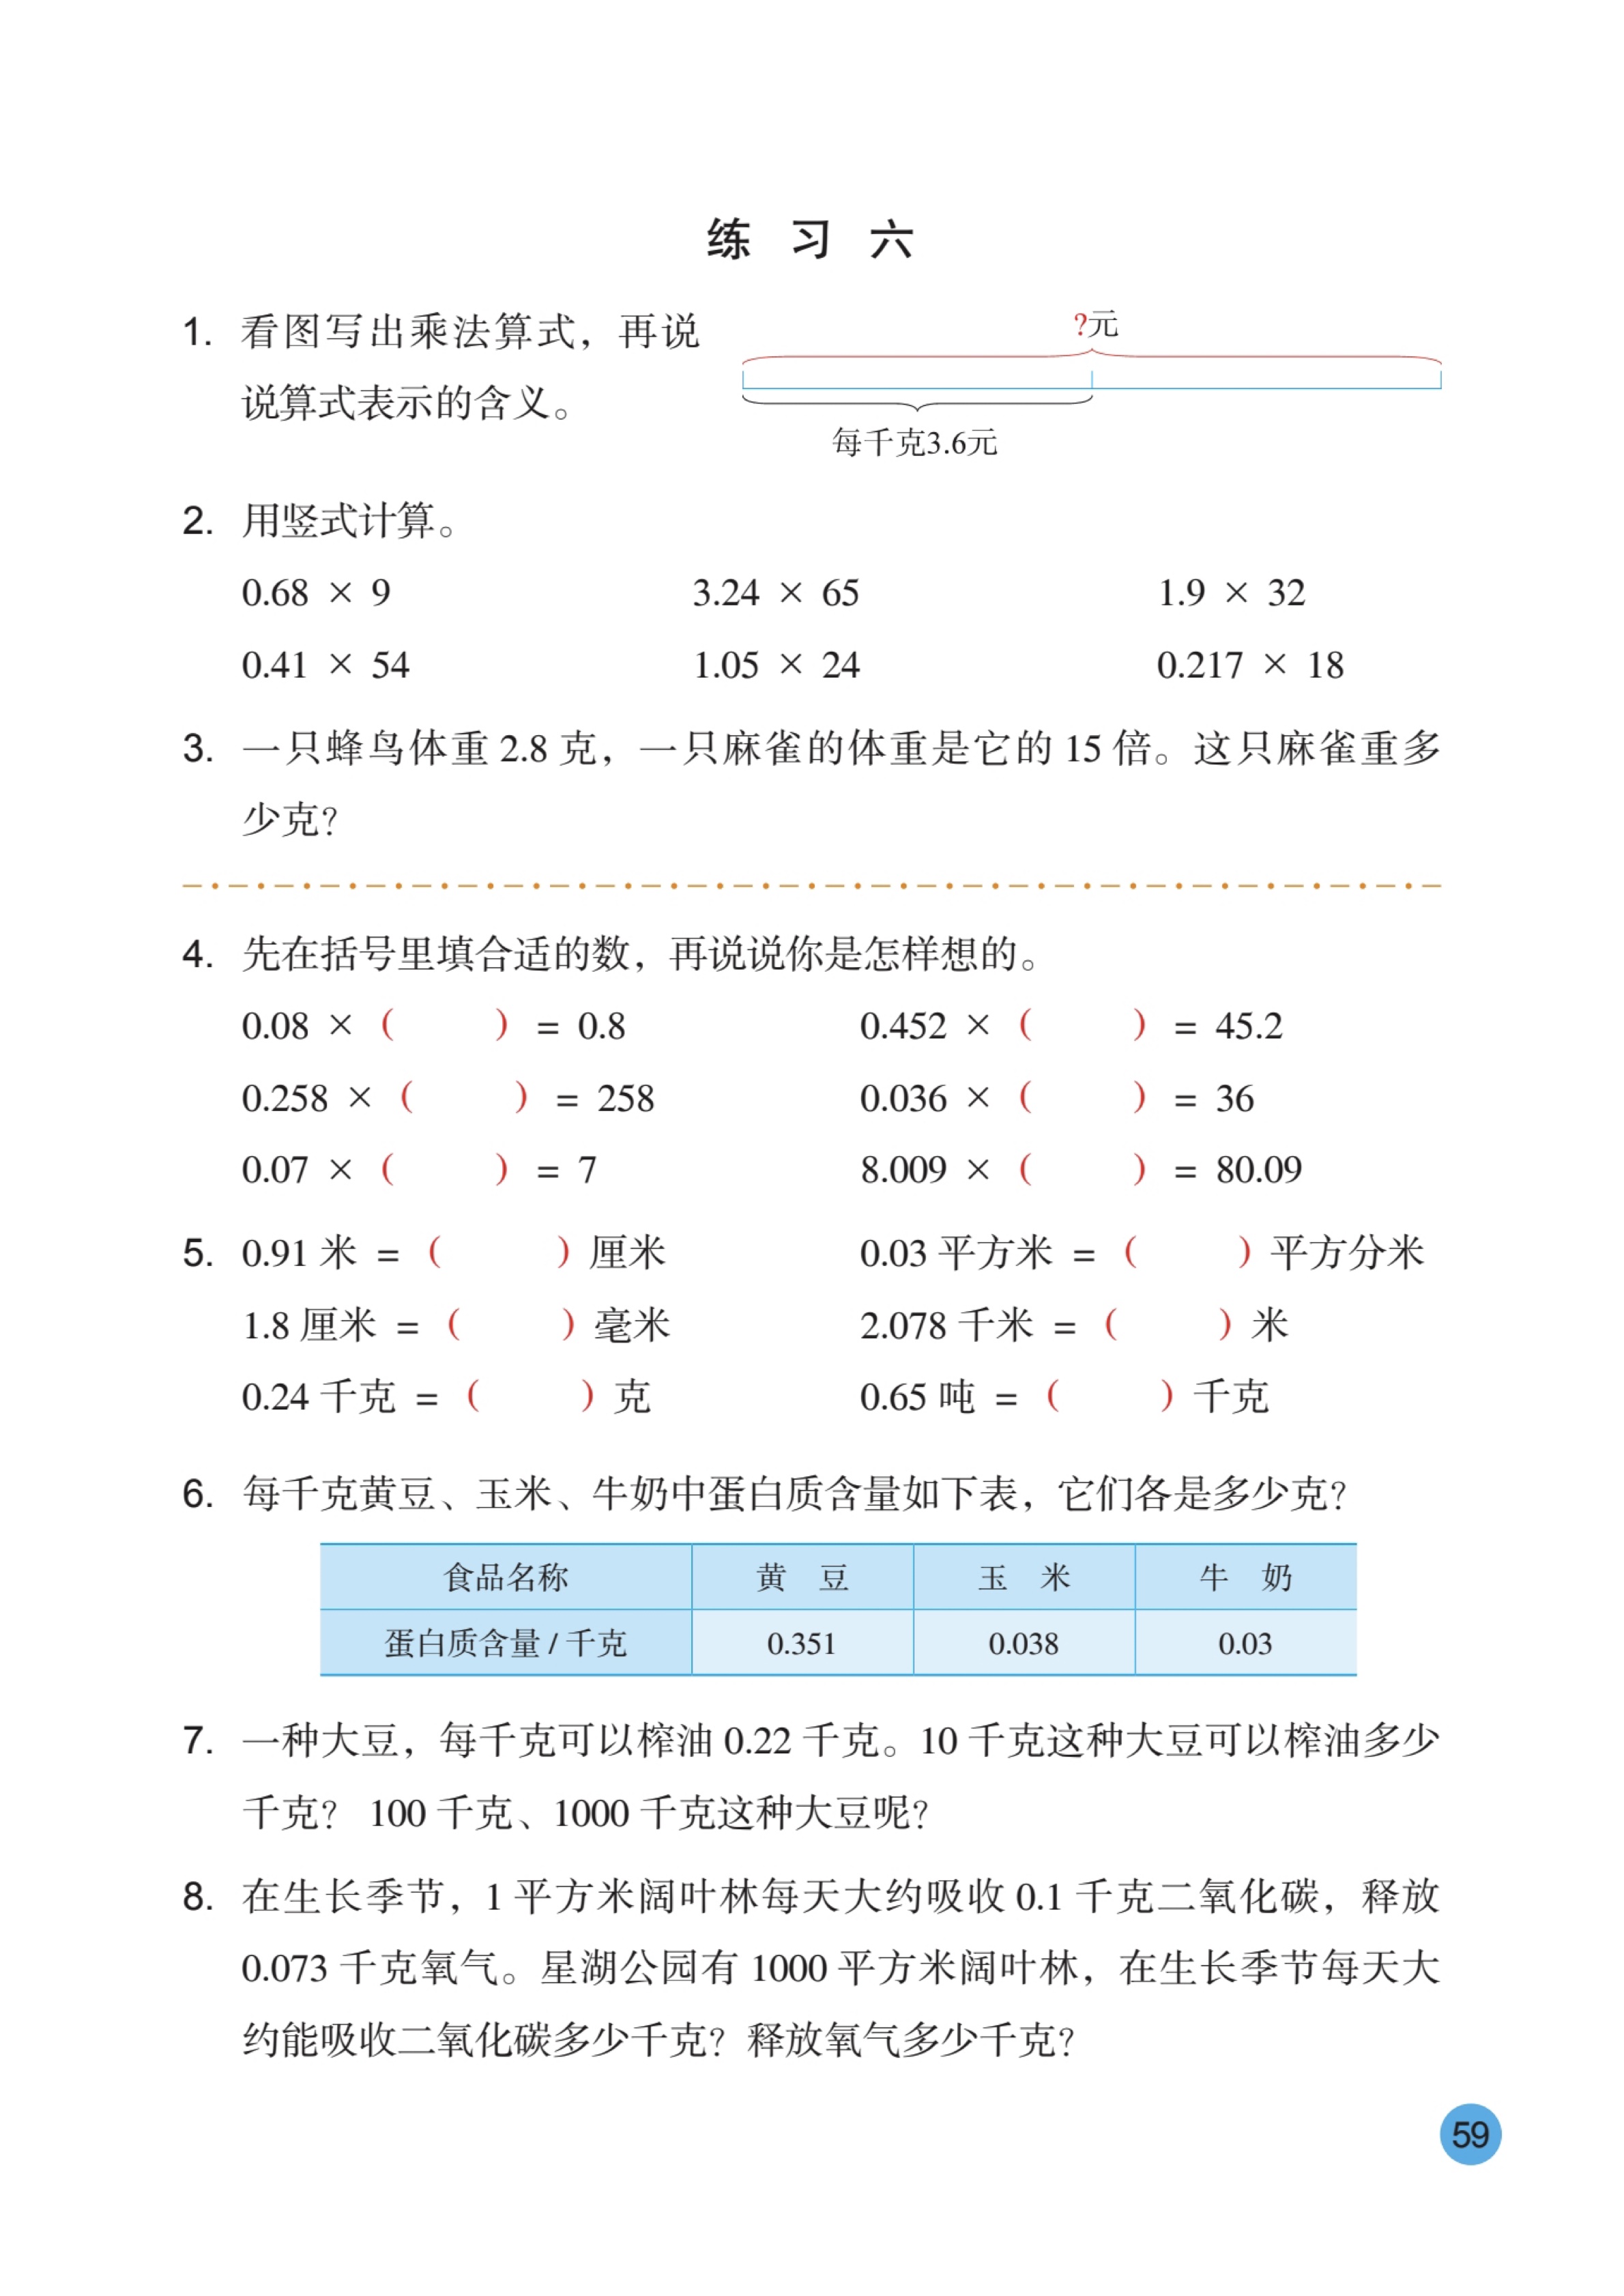 练 习 六
1. 看图写出乘法算式，再说
说算式表示的含义。
?元
每千克3.6元
2. 用竖式计算。
0.68 × 9 3.24 × 65 1.9 × 32
0.41 × 54 1.05 × 24 0.217 × 18
3. 一只蜂鸟体重 2.8 克，一只麻雀的体重是它的 15 倍。这只麻雀重多
少克？
4. 先在括号里填合适的数，再说说你是怎样想的。
0.08 × （ ） = 0.8 0.452 × （ ） = 45.2
0.258 × （ ） = 258 0.036 × （ ） = 36
0.07 × （ ） = 7 8.009 × （ ） = 80.09
5. 0.91 米 = （ ）厘米 0.03 平方米 = （ ）平方分米
1.8 厘米 = （ ）毫米 2.078 千米 = （ ）米
0.24 千克 = （ ）克 0.65 吨 = （ ）千克
6. 每千克黄豆、玉米、牛奶中蛋白质含量如下表，它们各是多少克？
食品名称 黄 豆 玉 米 牛 奶
蛋白质含量 / 千克 0.351 0.038 0.03
7. 一种大豆，每千克可以榨油 0.22 千克。10 千克这种大豆可以榨油多少
千克？ 100 千克、1000 千克这种大豆呢？
8. 在生长季节，1 平方米阔叶林每天大约吸收 0.1 千克二氧化碳，释放
0.073 千克氧气。星湖公园有 1000 平方米阔叶林，在生长季节每天大
约能吸收二氧化碳多少千克？释放氧气多少千克？
59